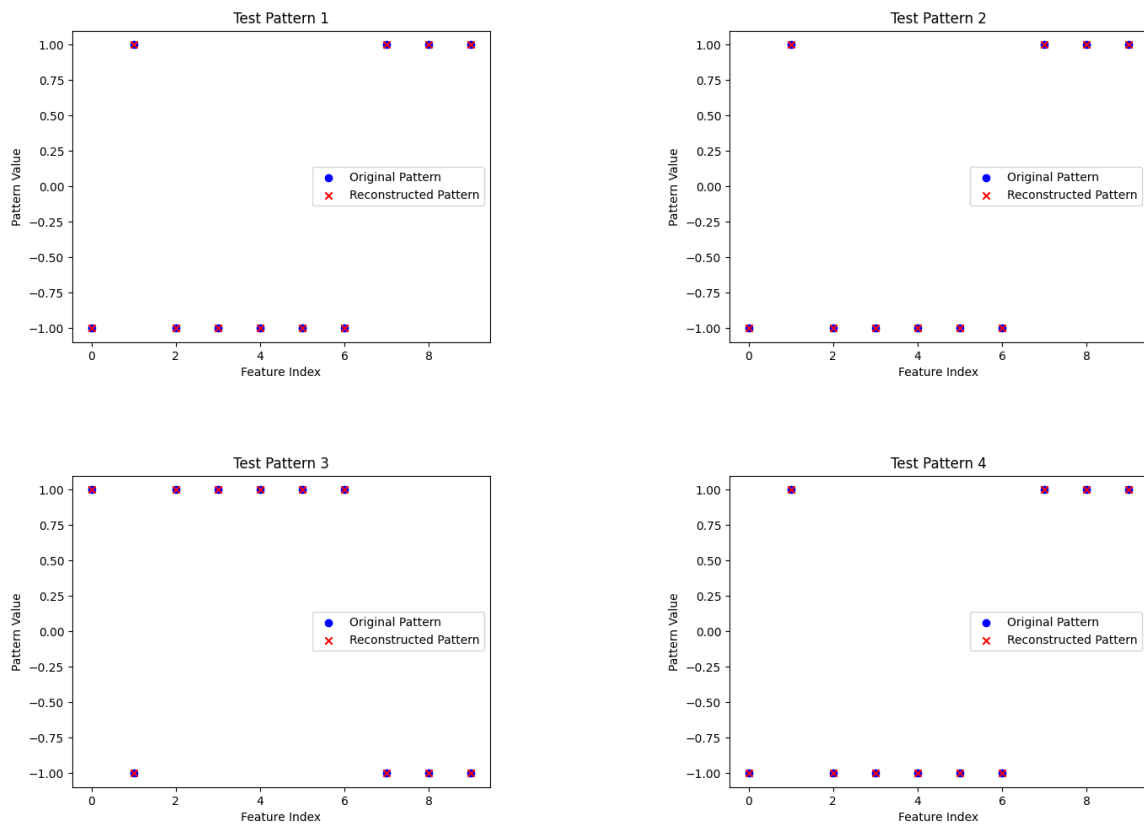 Test Pattern 1
1.00
0.75
0.50
0.25
0.00
−0.25
−0.50
−0.75
−1.00
Pattern Value
Original Pattern
Reconstructed Pattern
0 2 4 6 8
Feature Index
Test Pattern 2
1.00
0.75
0.50
0.25
0.00
−0.25
−0.50
−0.75
−1.00
Pattern Value
Original Pattern
Reconstructed Pattern
0 2 4 6 8
Feature Index
Test Pattern 3
1.00
0.75
0.50
0.25
0.00
−0.25
−0.50
−0.75
−1.00
Pattern Value
Original Pattern
Reconstructed Pattern
0 2 4 6 8
Feature Index
Test Pattern 4
1.00
0.75
0.50
0.25
0.00
−0.25
−0.50
−0.75
−1.00
Pattern Value
Original Pattern
Reconstructed Pattern
0 2 4 6 8
Feature Index